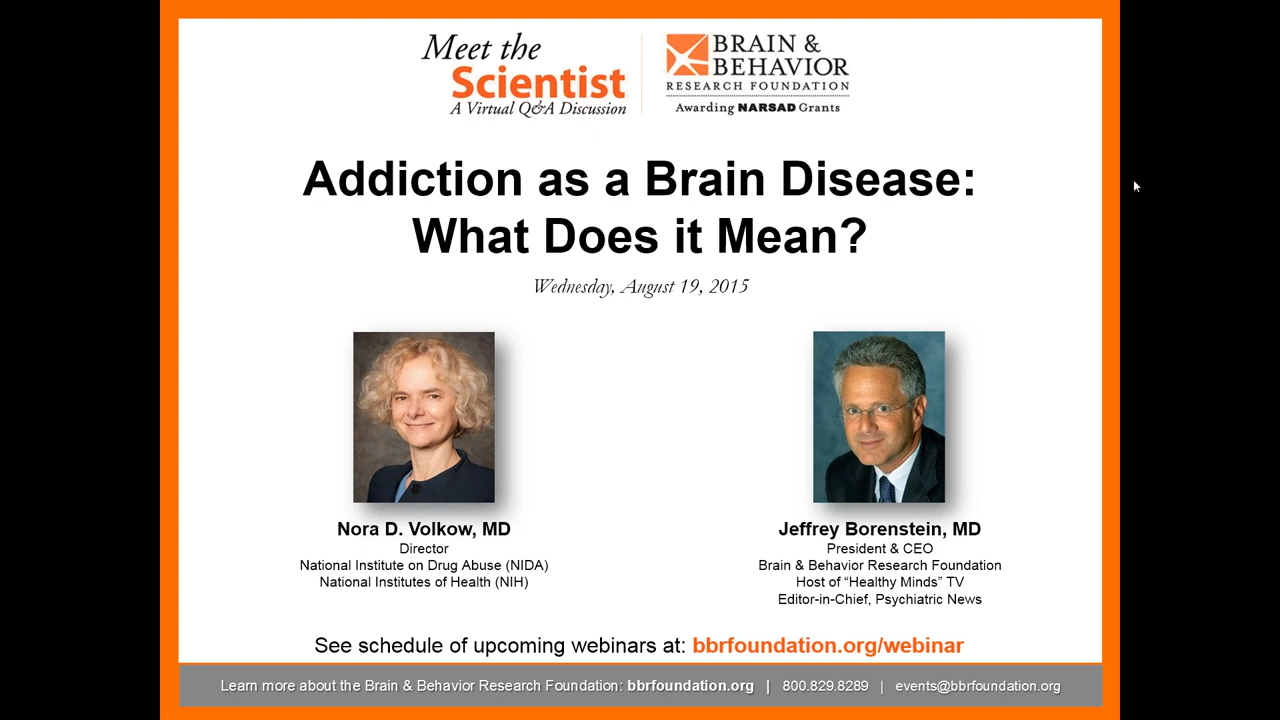 Meet the
Scientist
A Virtual Q&A Discussion
BRAIN &
BEHAVIOR
RESEARCH FOUNDATION
Awarding NARSAD Grants
Addiction as a Brain Disease:
What Does it Mean?
Wednesday, August 19, 2015
Nora D. Volkow, MD
Director
National Institute on Drug Abuse (NIDA)
National Institutes of Health (NIH)
Jeffrey Borenstein, MD
President & CEO
Brain & Behavior Research Foundation
Host of “Healthy Minds” TV
Editor-in-Chief, Psychiatric News
See schedule of upcoming webinars at: bbrfoundation.org/webinar
Learn more about the Brain & Behavior Research Foundation: bbrfoundation.org | 800.829.8289 | events@bbrfoundation.org